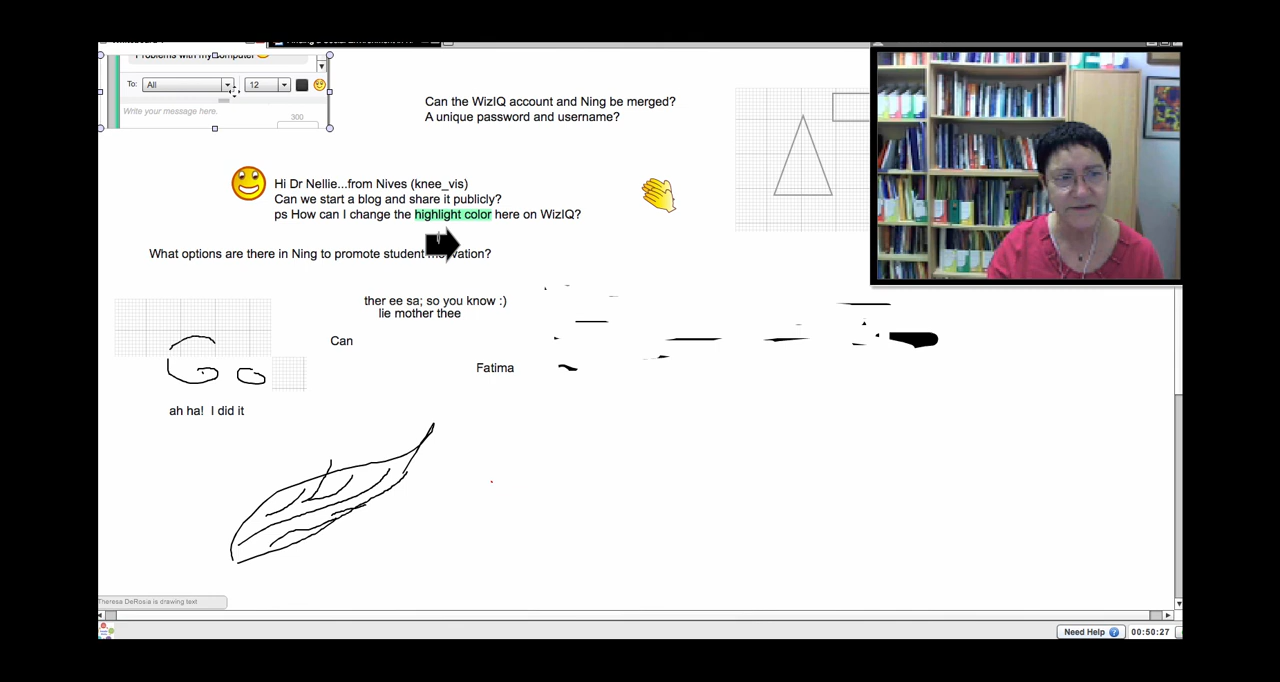 Problems with my computer
To: All 12
Write your message here.
300
Can the WizIQ account and Ning be merged?
A unique password and username?
Hi Dr Nellie...from Nives (knee_vis)
Can we start a blog and share it publicly?
ps How can I change the highlight color here on WizIQ?
What options are there in Ning to promote student motivation?
ther ee sa; so you know :)
lie mother thee
Can
Fatima
Go
ah ha! I did it
Theresa DeRosia is drawing text
Need Help ? 00:50:27